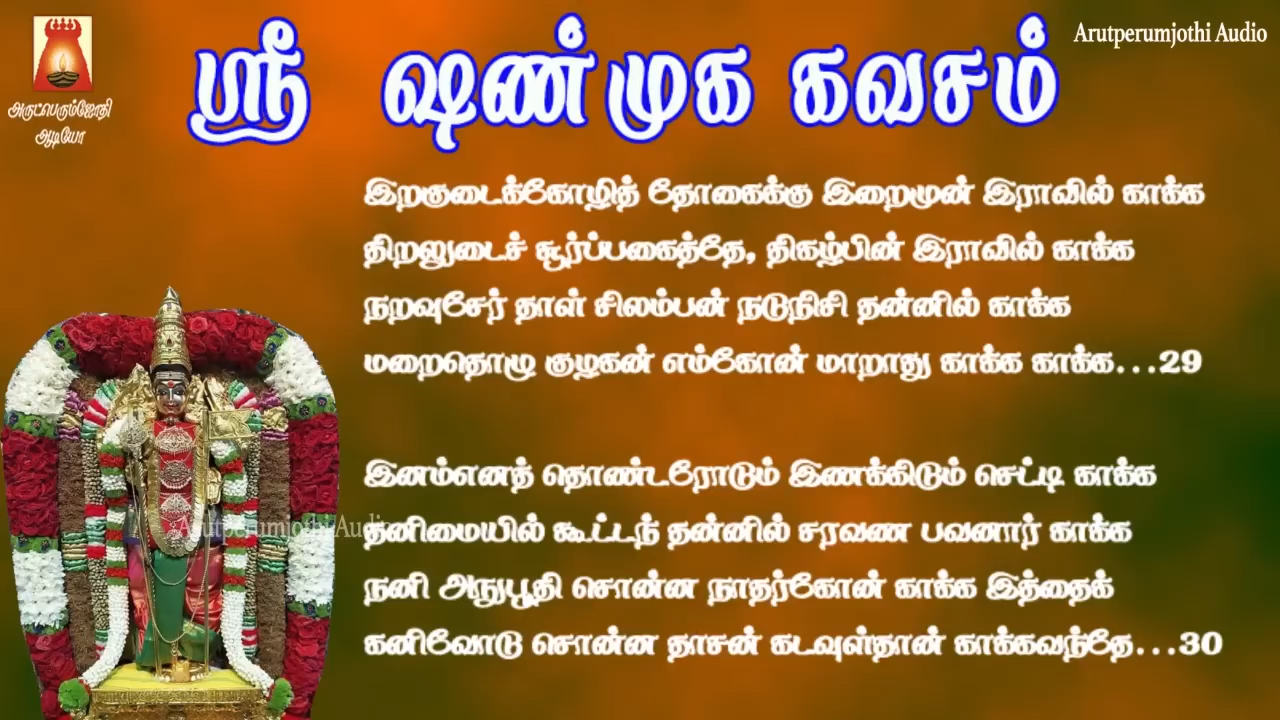 Arutperumjothi Audio
அருட்பெரும்ஜோதி
ஆடியோ
ஸ்ரீ ஷண்முக கவசம்
இறகுடைக்கோழித் தோகைக்கு இறைமுன் இராவில் காக்க
திறலுடைச் சூர்ப்பகைத்தே, திகழ்பின் இராவில் காக்க
நறவுசேர் தாள் சிலம்பன் நடுநிசி தன்னில் காக்க
மறைதொழு குழகன் எம்கோன் மாறாது காக்க காக்க...29
இனம்எனத் தொண்டரோடும் இணக்கிடும் செட்டி காக்க
தனிமையில் கூட்டந் தன்னில் சரவண பவனார் காக்க
Arutperumjothi Audio
நனி அநுபூதி சொன்ன நாதர்கோன் காக்க இத்தைக்
கனிவோடு சொன்ன தாசன் கடவுள்தான் காக்கவந்தே...30